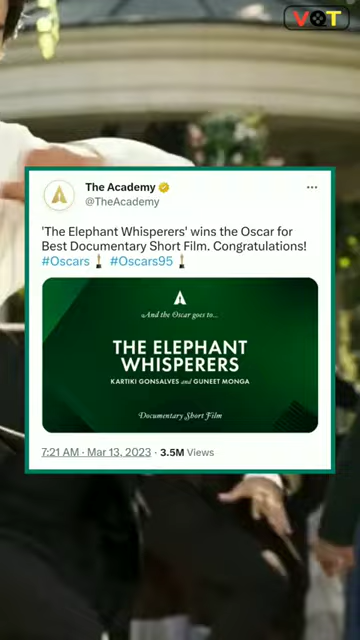 VOT
The Academy
@TheAcademy
'The Elephant Whisperers' wins the Oscar for
Best Documentary Short Film. Congratulations!
#Oscars #Oscars95
And the Oscar goes to...
THE ELEPHANT
WHISPERERS
KARTIKI GONSALVES and GUNEET MONGA
Documentary Short Film
7:21 AM · Mar 13, 2023 · 3.5M Views